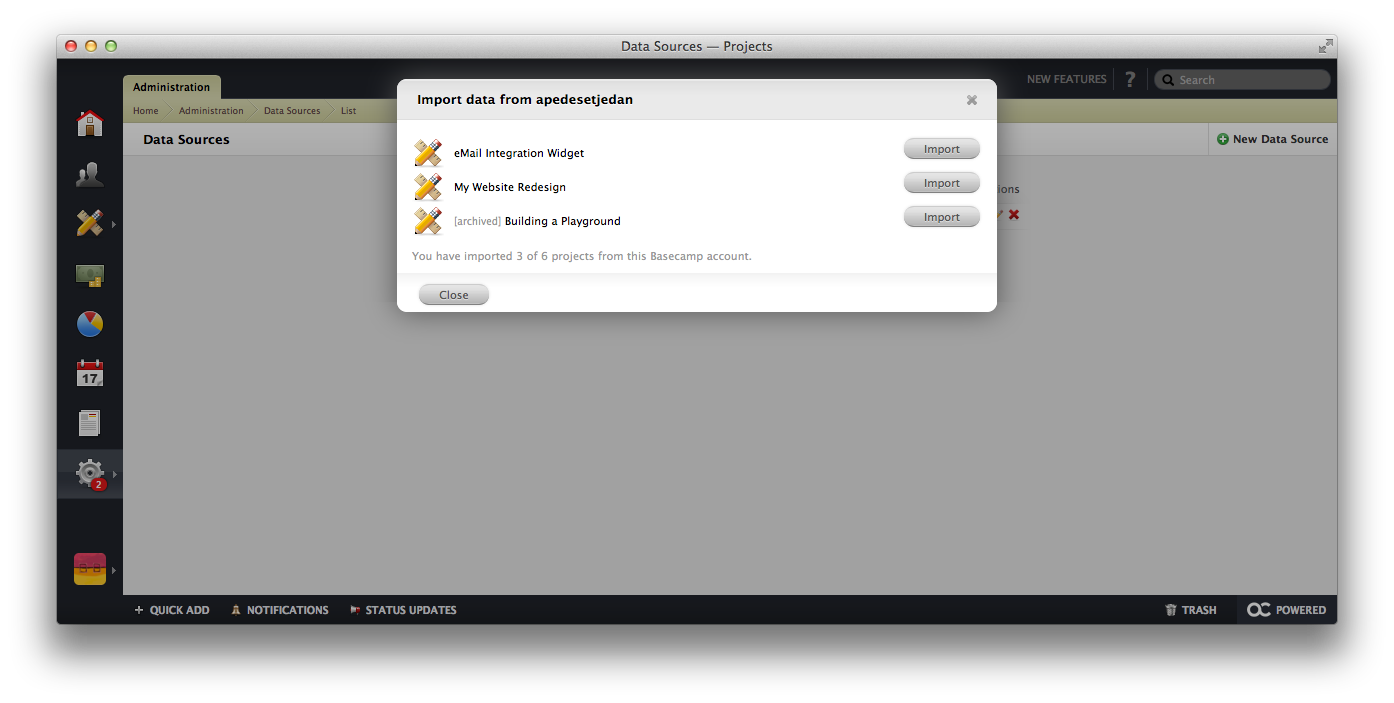 Data Sources — Projects
Administration
NEW FEATURES ? Search
Home Administration Data Sources List
Data Sources
New Data Source
Import data from apedesetjedan
eMail Integration Widget Import
My Website Redesign Import
[archived] Building a Playground Import
You have imported 3 of 6 projects from this Basecamp account.
Close
ions
17
2
+ QUICK ADD NOTIFICATIONS STATUS UPDATES TRASH OC POWERED